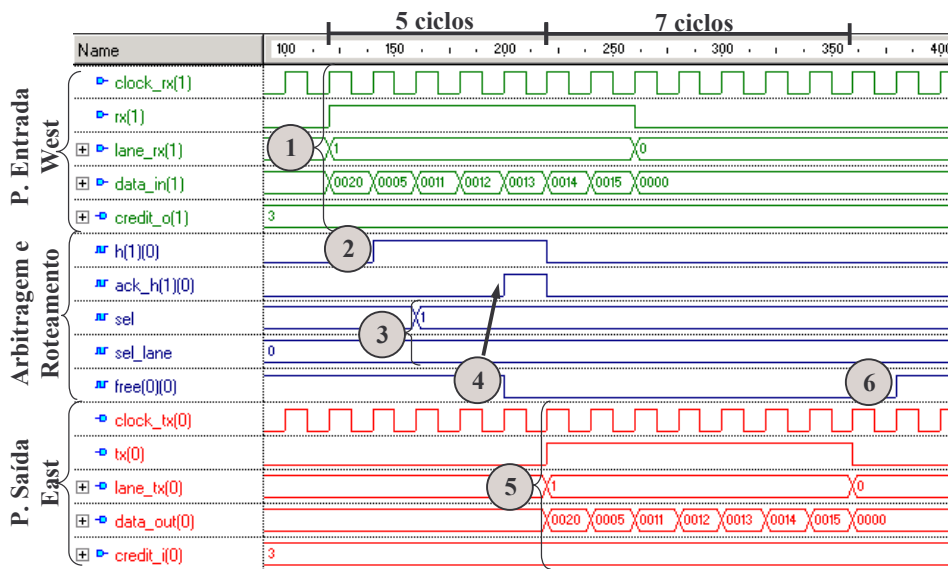 5 ciclos 7 ciclos
Name 100 150 200 250 300 350 400
P. Entrada West
clock_rx(1)
rx(1)
lane_rx(1) 1 0
data_in(1) 0020 0005 0011 0012 0013 0014 0015 0000
credit_o(1) 3
1
Arbitragem e Roteamento
h(1)(0)
2
ack_h(1)(0)
sel 1
3
sel_lane 0
4
free(0)(0)
6
P. Saída East
clock_tx(0)
tx(0)
lane_tx(0) 1 0
5
data_out(0) 0020 0005 0011 0012 0013 0014 0015 0000
credit_i(0) 3